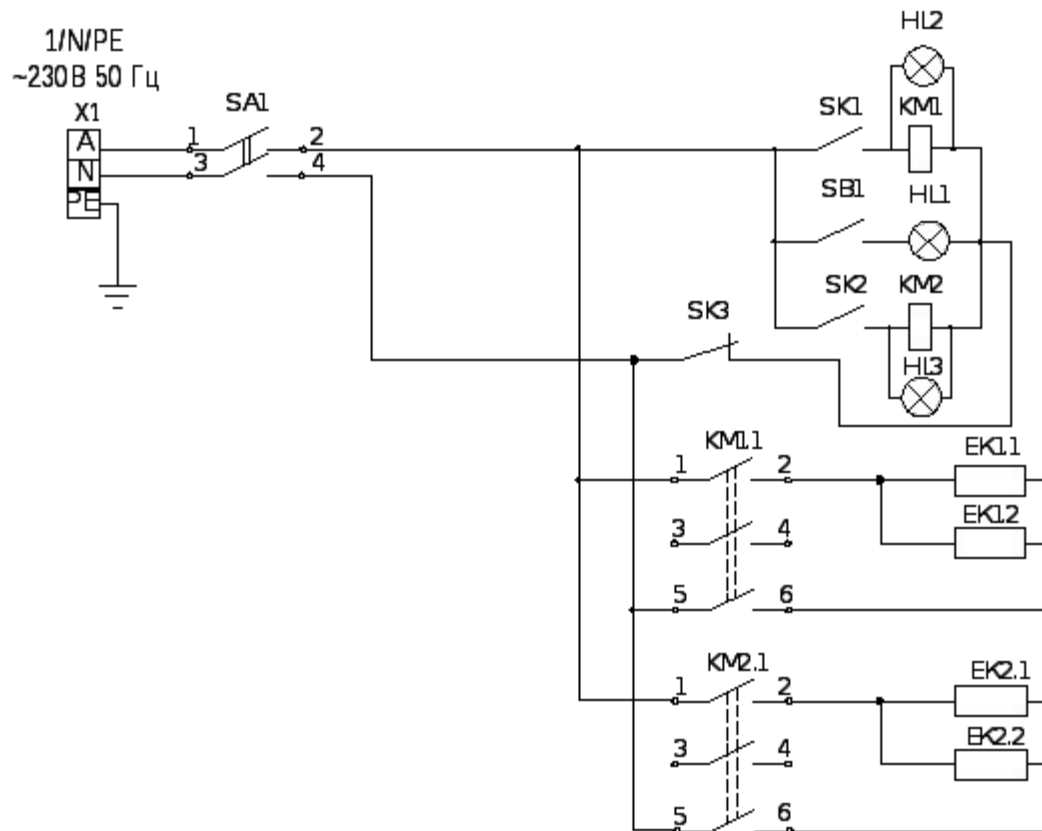 1/N/PE
~230В 50 Гц
X1
A
N
PE
SA1
1
2
3
4
HL2
SK1
KM1
SB1
HL1
SK2
KM2
HL3
SK3
KM1.1
1
2
3
4
5
6
EK1.1
EK1.2
KM2.1
1
2
3
4
5
6
EK2.1
EK2.2